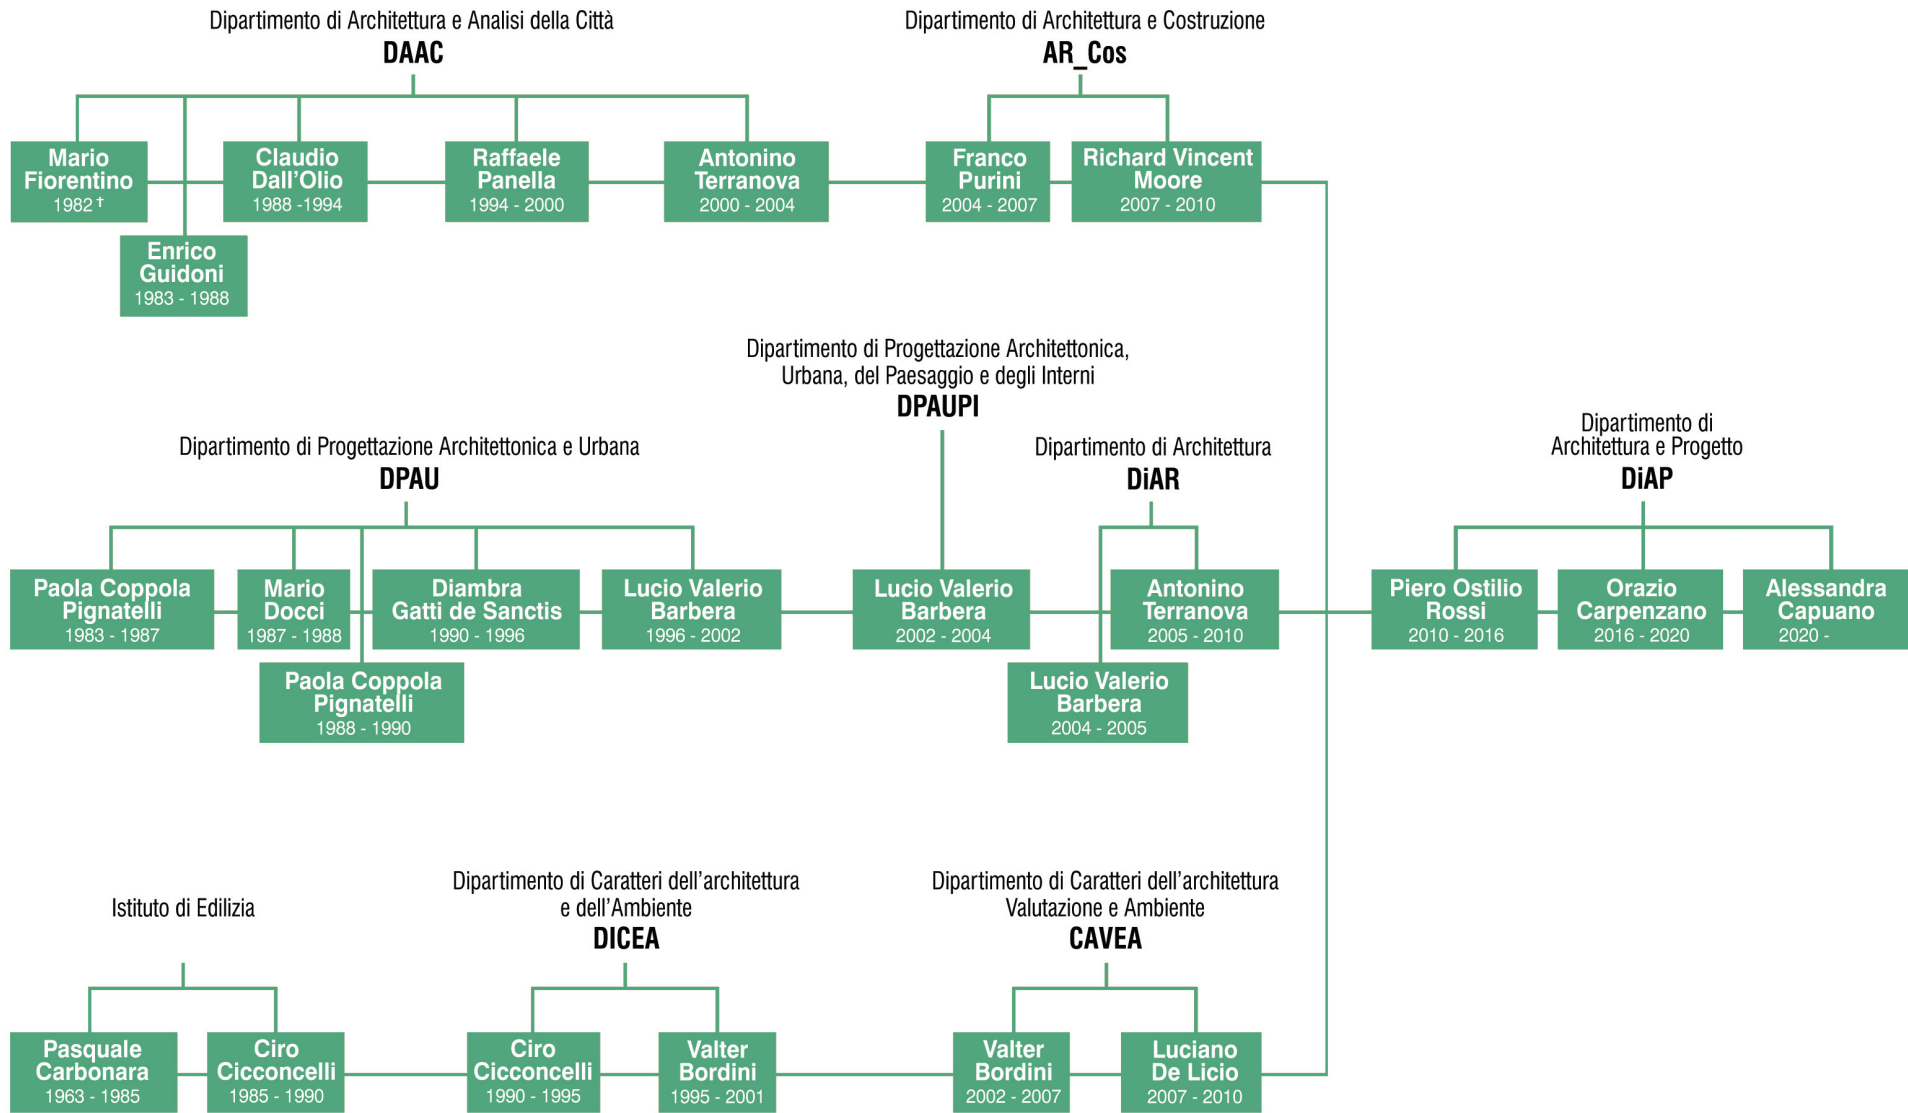 Dipartimento di Architettura e Analisi della Città
DAAC
Dipartimento di Architettura e Costruzione
AR_Cos
Mario
Fiorentino
1982 †
Claudio
Dall’Olio
1988 -1994
Raffaele
Panella
1994 - 2000
Antonino
Terranova
2000 - 2004
Franco
Purini
2004 - 2007
Richard Vincent
Moore
2007 - 2010
Enrico
Guidoni
1983 - 1988
Dipartimento di Progettazione Architettonica,
Urbana, del Paesaggio e degli Interni
DPAUPI
Dipartimento di Progettazione Architettonica e Urbana
DPAU
Dipartimento di Architettura
DiAR
Dipartimento di
Architettura e Progetto
DiAP
Paola Coppola
Pignatelli
1983 - 1987
Mario
Docci
1987 - 1988
Diambra
Gatti de Sanctis
1990 - 1996
Lucio Valerio
Barbera
1996 - 2002
Lucio Valerio
Barbera
2002 - 2004
Antonino
Terranova
2005 - 2010
Piero Ostilio
Rossi
2010 - 2016
Orazio
Carpenzano
2016 - 2020
Alessandra
Capuano
2020 -
Paola Coppola
Pignatelli
1988 - 1990
Lucio Valerio
Barbera
2004 - 2005
Istituto di Edilizia
Dipartimento di Caratteri dell’architettura
e dell’Ambiente
DICEA
Dipartimento di Caratteri dell’architettura
Valutazione e Ambiente
CAVEA
Pasquale
Carbonara
1963 - 1985
Ciro
Cicconcelli
1985 - 1990
Ciro
Cicconcelli
1990 - 1995
Valter
Bordini
1995 - 2001
Valter
Bordini
2002 - 2007
Luciano
De Licio
2007 - 2010